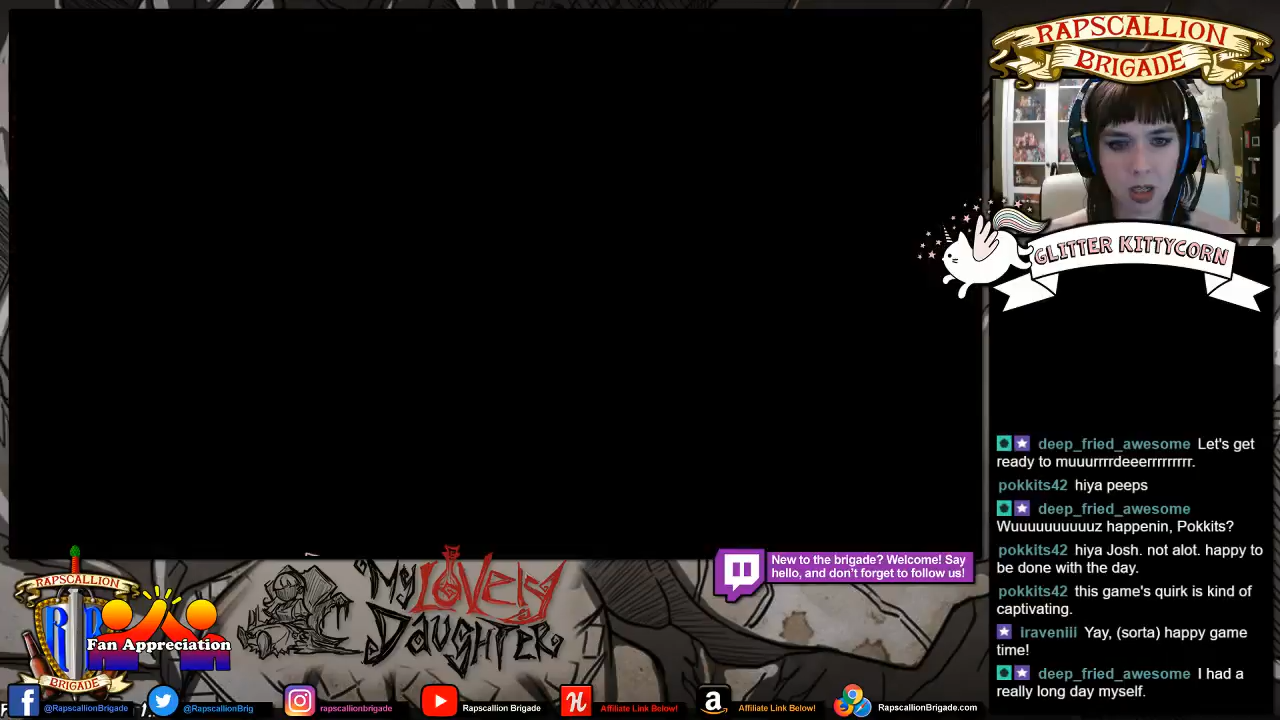 RAPSCALLION
BRIGADE
GLITTER KITTYCORN
deep_fried_awesome Let's get
ready to muuurrrdeeerrrrrrrr.
pokkits42 hiya peeps
deep_fried_awesome
Wuuuuuuuuuuz happenin, Pokkits?
pokkits42 hiya Josh. not alot. happy to
be done with the day.
pokkits42 this game's quirk is kind of
captivating.
iraveniii Yay, (sorta) happy game
time!
deep_fried_awesome I had a
really long day myself.
New to the brigade? Welcome! Say
hello, and don't forget to follow us!
"My LOVely
Daughter
RAPSCALLION
Fan Appreciation
BRIGADE
@RapscallionBrigade
@RapscallionBrig
rapscallionbrigade
Rapscallion Brigade
Affiliate Link Below!
Affiliate Link Below!
RapscallionBrigade.com